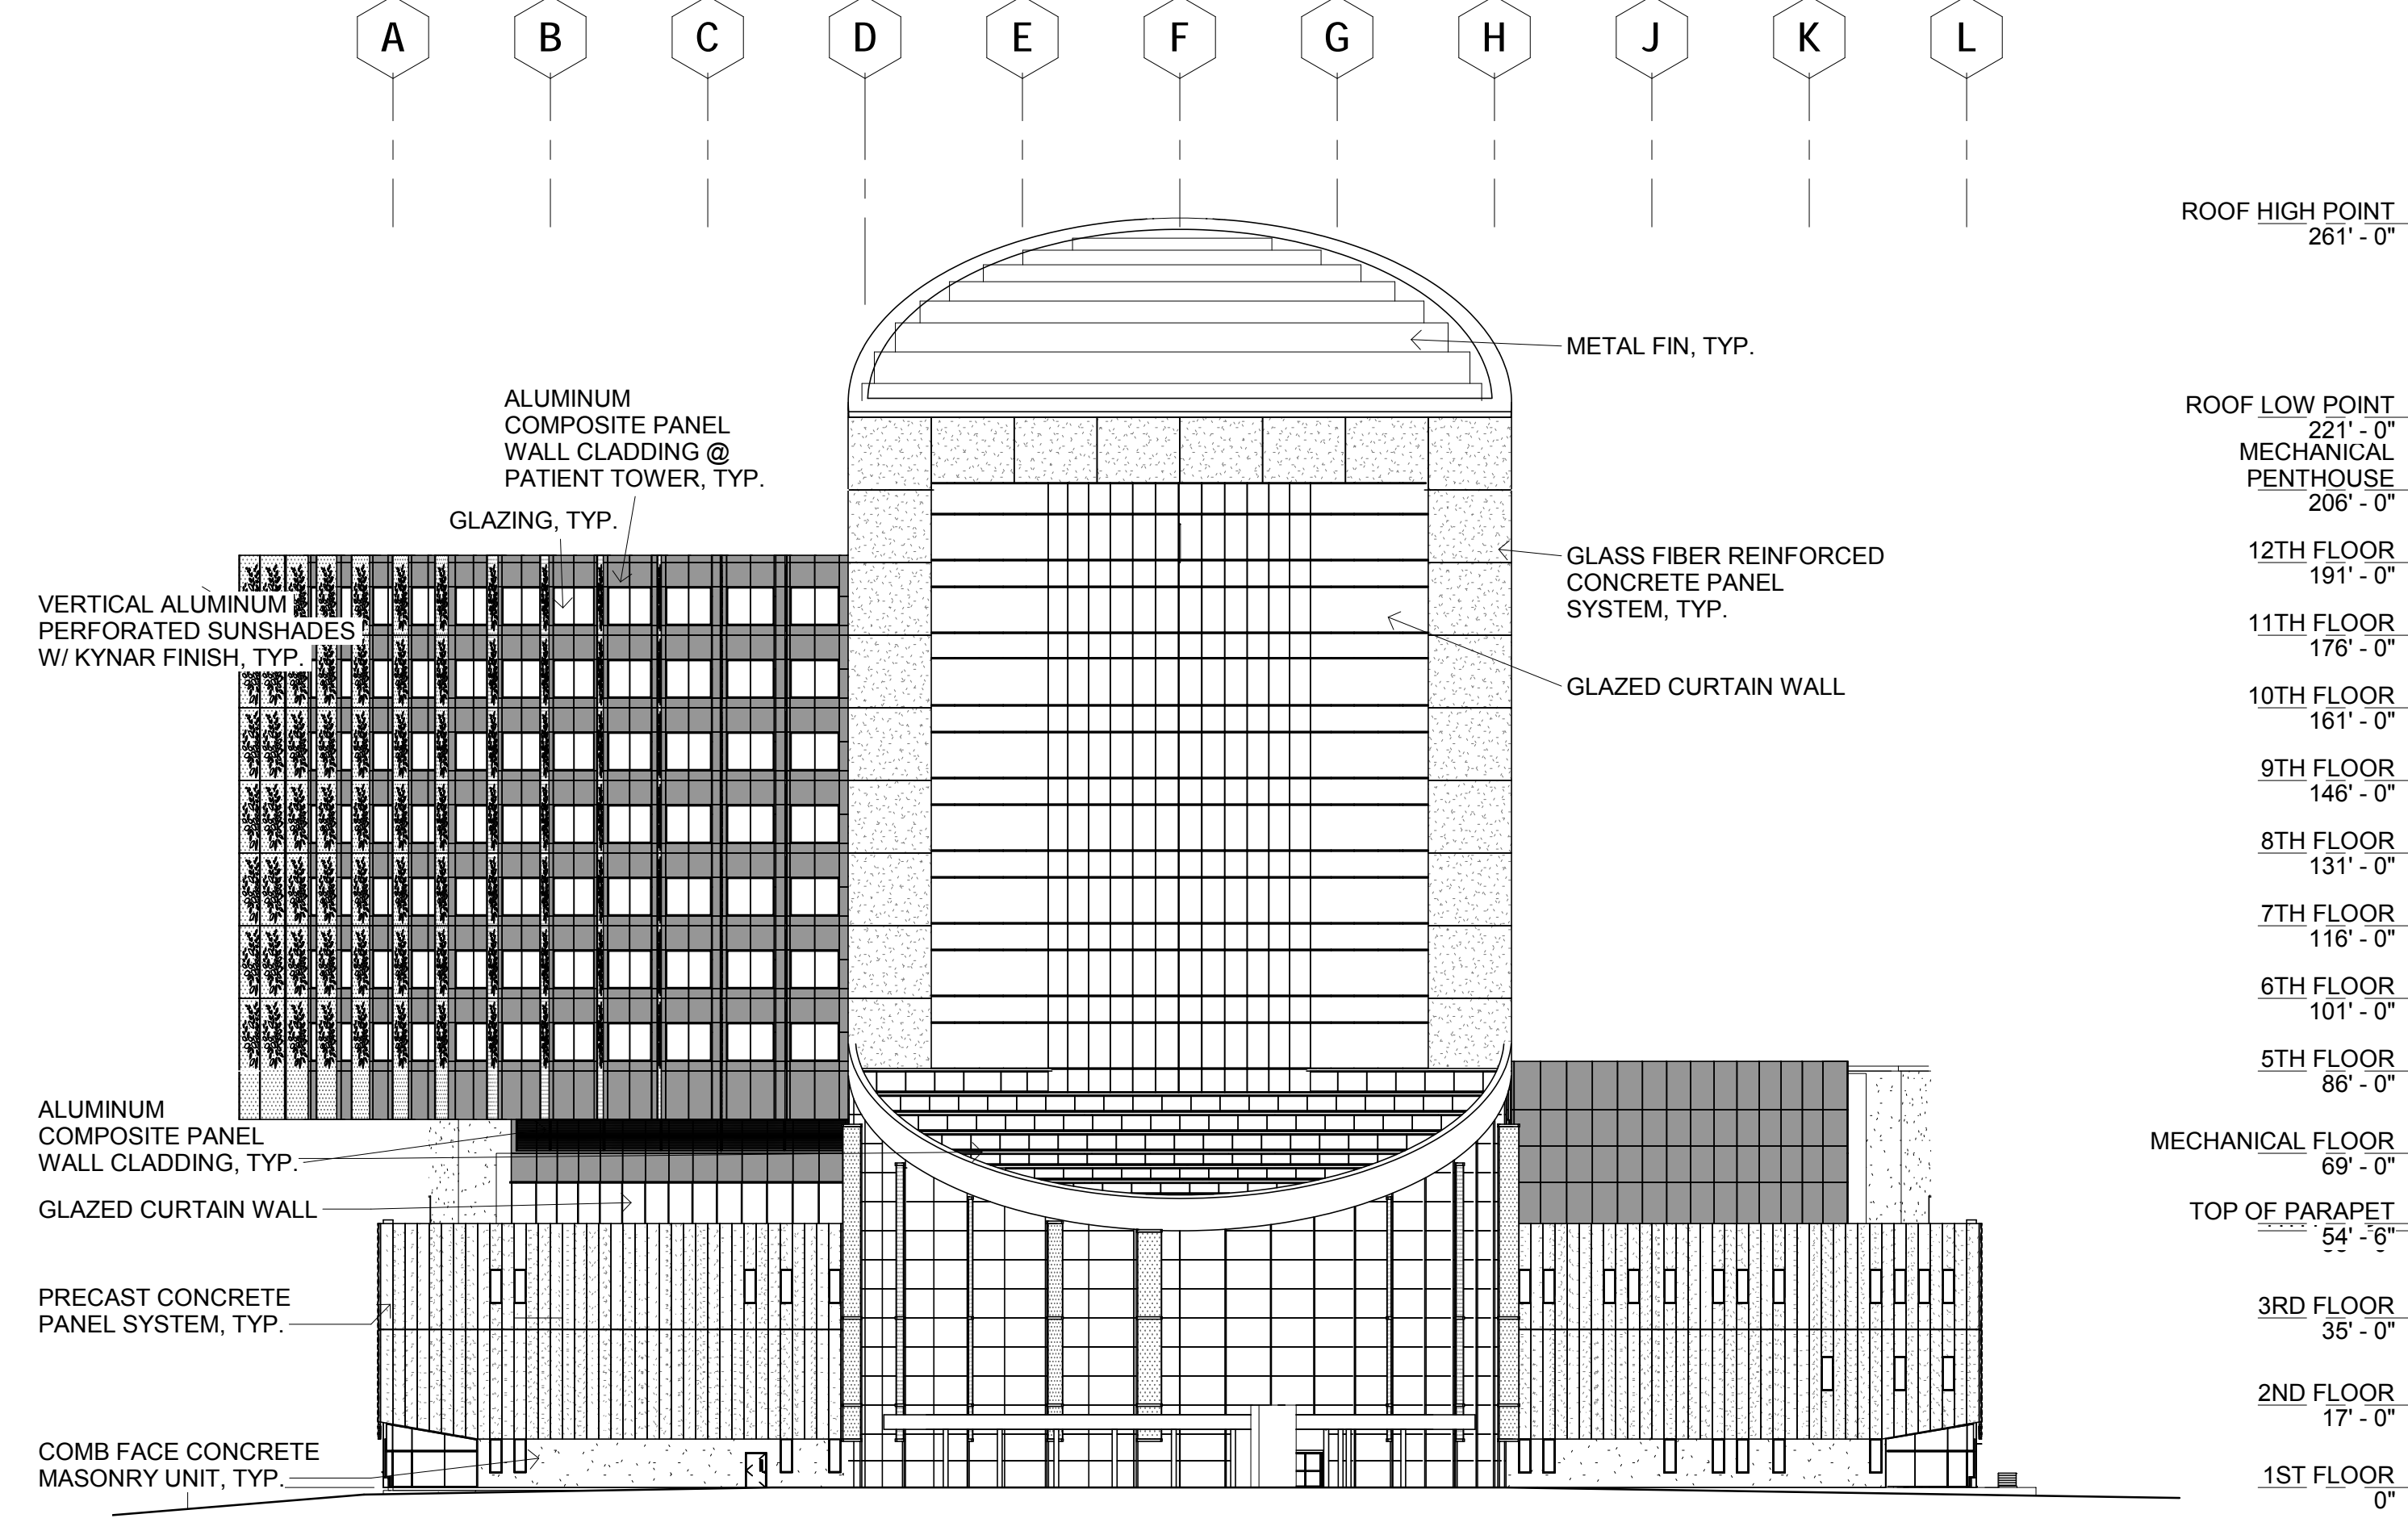 A B C D E F G H J K L
ROOF HIGH POINT
261' - 0"
METAL FIN, TYP.
ROOF LOW POINT
221' - 0"
ALUMINUM
COMPOSITE PANEL
WALL CLADDING @
PATIENT TOWER, TYP.
MECHANICAL
PENTHOUSE
206' - 0"
GLAZING, TYP.
12TH FLOOR
191' - 0"
GLASS FIBER REINFORCED
CONCRETE PANEL
SYSTEM, TYP.
VERTICAL ALUMINUM
PERFORATED SUNSHADES
W/ KYNAR FINISH, TYP.
11TH FLOOR
176' - 0"
GLAZED CURTAIN WALL
10TH FLOOR
161' - 0"
9TH FLOOR
146' - 0"
8TH FLOOR
131' - 0"
7TH FLOOR
116' - 0"
6TH FLOOR
101' - 0"
5TH FLOOR
86' - 0"
ALUMINUM
COMPOSITE PANEL
WALL CLADDING, TYP.
MECHANICAL FLOOR
69' - 0"
GLAZED CURTAIN WALL
TOP OF PARAPET
54' - 6"
PRECAST CONCRETE
PANEL SYSTEM, TYP.
3RD FLOOR
35' - 0"
2ND FLOOR
17' - 0"
COMB FACE CONCRETE
MASONRY UNIT, TYP.
1ST FLOOR
0"